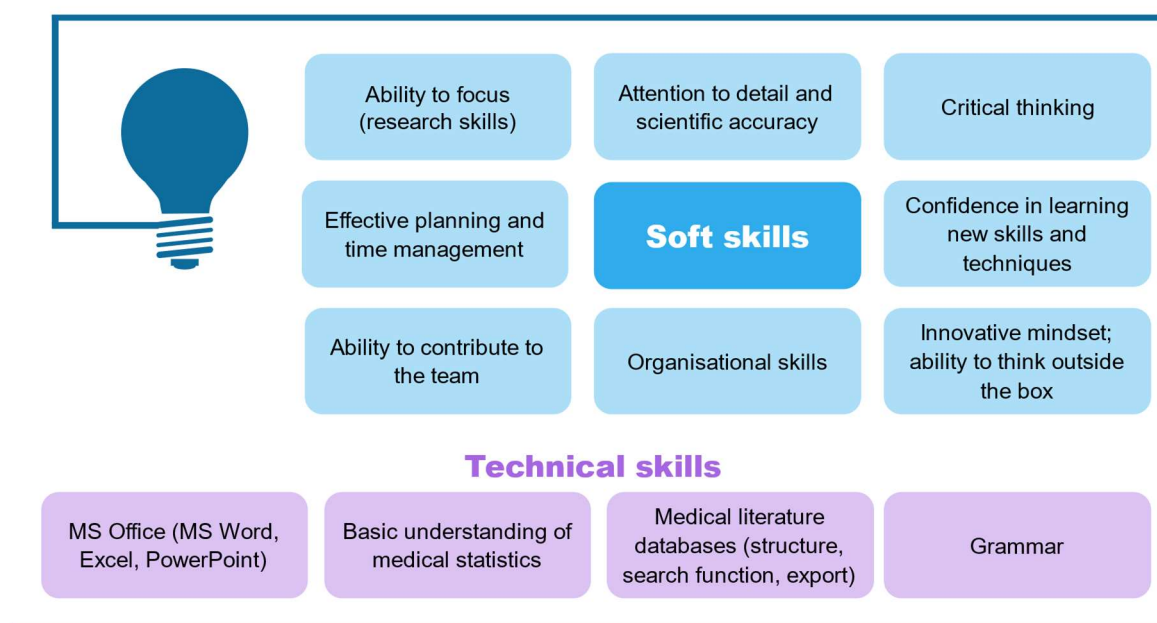 Ability to focus
(research skills)
Attention to detail and
scientific accuracy
Critical thinking
Effective planning and
time management
Soft skills
Confidence in learning
new skills and
techniques
Ability to contribute to
the team
Organisational skills
Innovative mindset;
ability to think outside
the box
Technical skills
MS Office (MS Word,
Excel, PowerPoint)
Basic understanding of
medical statistics
Medical literature
databases (structure,
search function, export)
Grammar